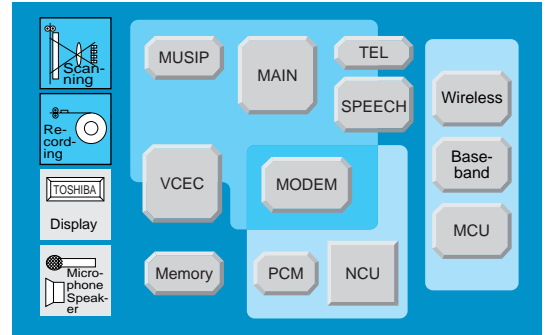 Scan-
ning
Re-
cord-
ing
TOSHIBA
Display
Micro-
phone
Speak-
er
MUSIP
MAIN
TEL
SPEECH
VCEC
MODEM
Memory
PCM
NCU
Wireless
Base-
band
MCU